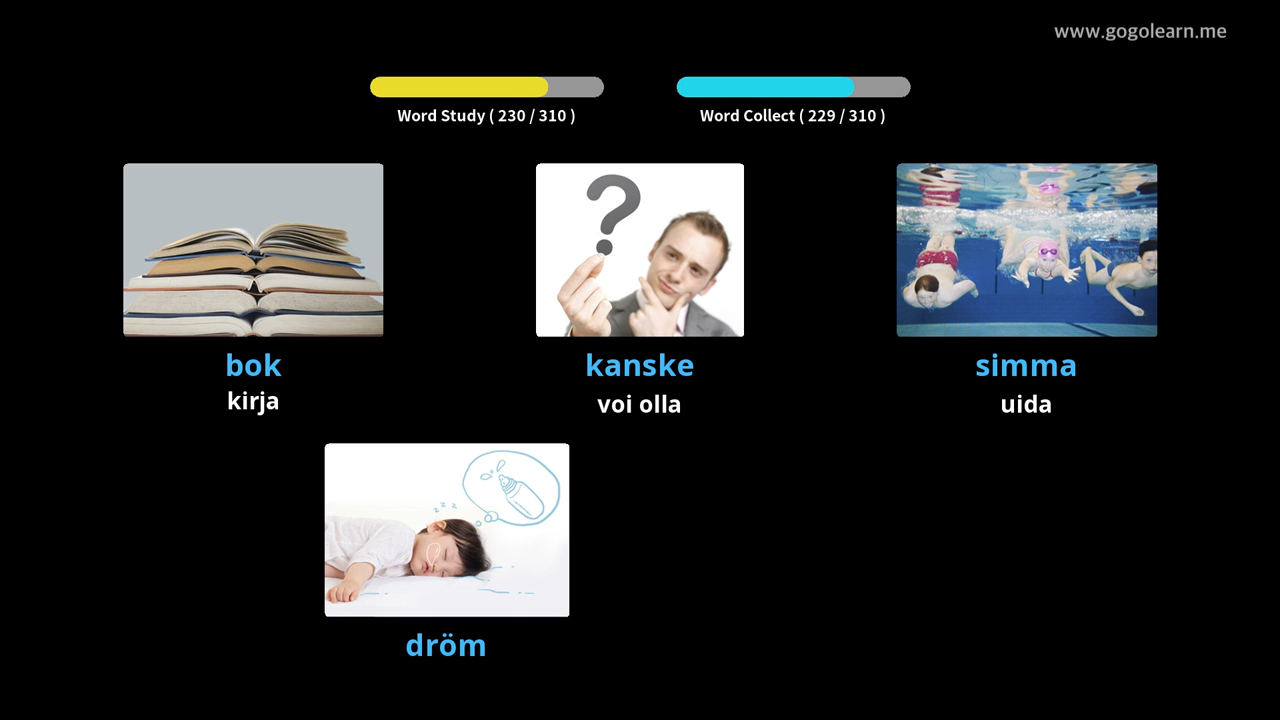 www.gogolearn.me
Word Study ( 230 / 310 )
Word Collect ( 229 / 310 )
bok
kanske
simma
kirja
voi olla
uida
z z z
dröm